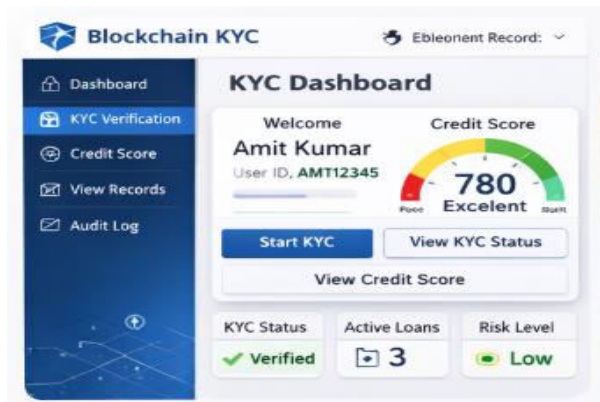 Blockchain KYC
Ebleonent Record:
Dashboard
KYC Verification
Credit Score
View Records
Audit Log
KYC Dashboard
Welcome
Amit Kumar
User ID, AMT12345
Credit Score
780
Excelent
Start KYC
View KYC Status
View Credit Score
KYC Status
Verified
Active Loans
3
Risk Level
Low